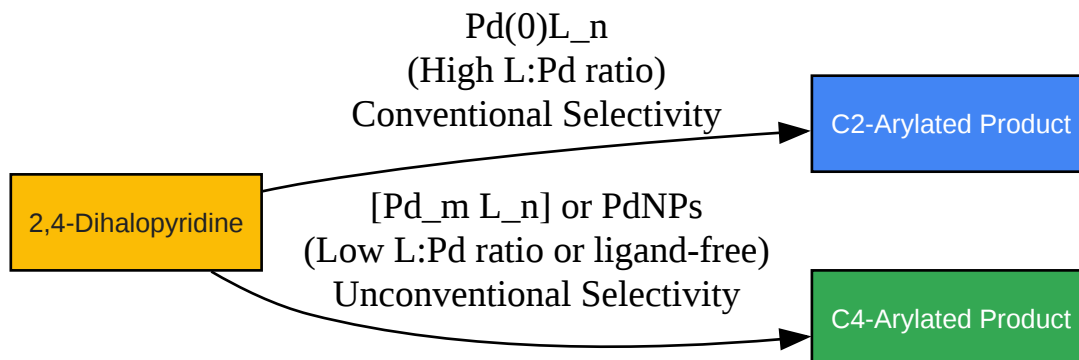 Pd(0)L_n
(High L:Pd ratio)
Conventional Selectivity
C2-Arylated Product
2,4-Dihalopyridine
[Pd_m L_n] or PdNPs
(Low L:Pd ratio or ligand-free)
Unconventional Selectivity
C4-Arylated Product